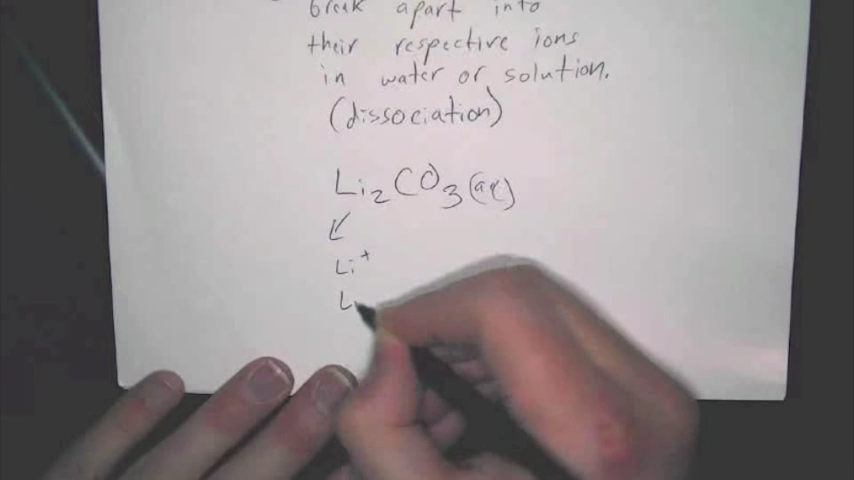 break apart into
their respective ions
in water or solution.
(dissociation)
Li₂CO₃(aq)
Li⁺
L